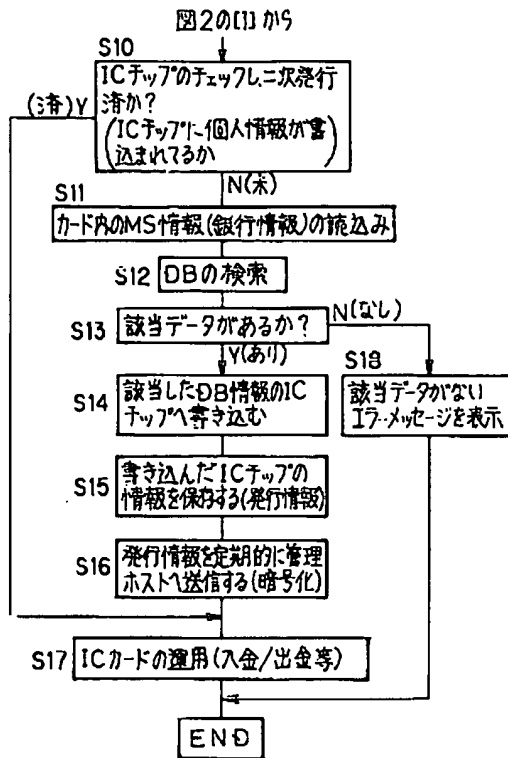 図2の[1]から
S10
ICチップのチェックし、二次発行
済か?
(ICチップに個人情報が書
込まれてるか)
(済)Y
N(未)
S11
カード内のMS情報(銀行情報)の読込み
S12
DBの検索
S13
該当データがあるか?
N(なし)
Y(あり)
S18
該当データがない
エラーメッセージを表示
S14
該当したDB情報のIC
チップへ書き込む
S15
書き込んだICチップの
情報を保存する(発行情報)
S16
発行情報を定期的に管理
ホストへ送信する(暗号化)
S17
ICカードの運用(入金/出金等)
END